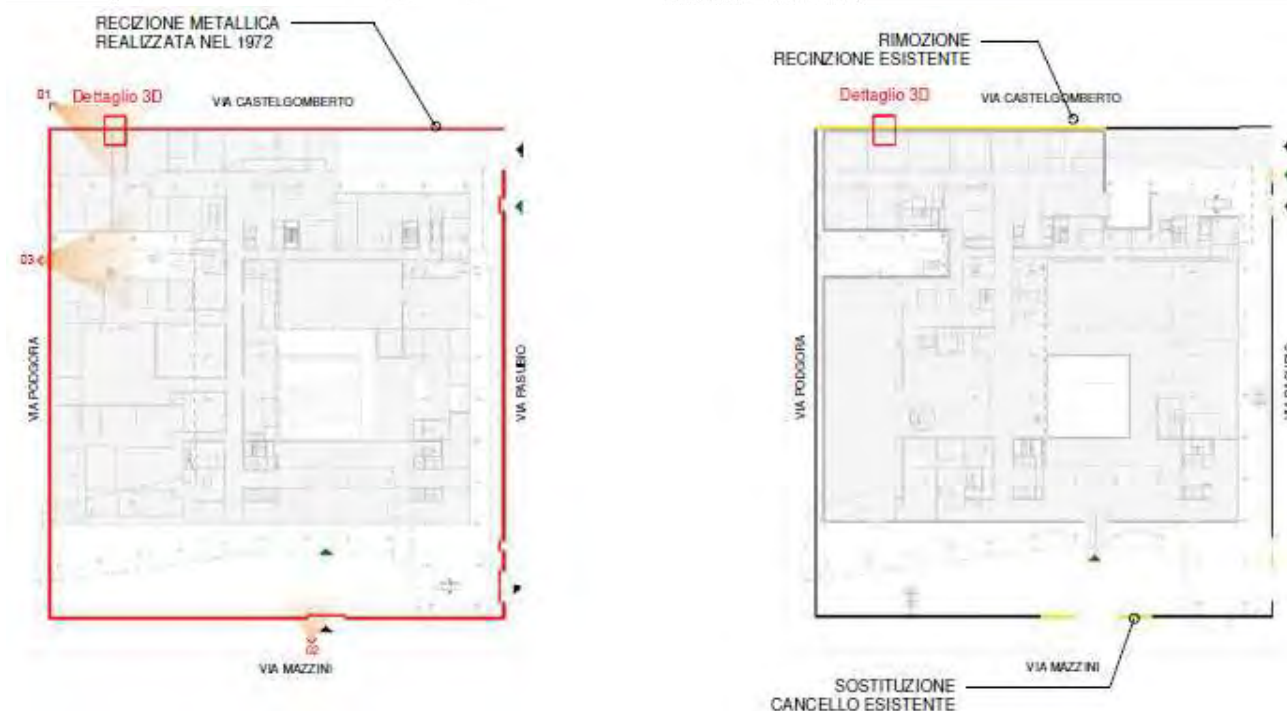 RECIZIONE METALLICA
REALIZZATA NEL 1972
01
Dettaglio 3D
VIA CASTELGOMBERTO
03
VIA PODGORA
VIA PASUBIO
02
VIA MAZZINI
RIMOZIONE
RECINZIONE ESISTENTE
Dettaglio 3D
VIA CASTELGOMBERTO
VIA PODGORA
VIA MAZZINI
SOSTITUZIONE
CANCELLO ESISTENTE